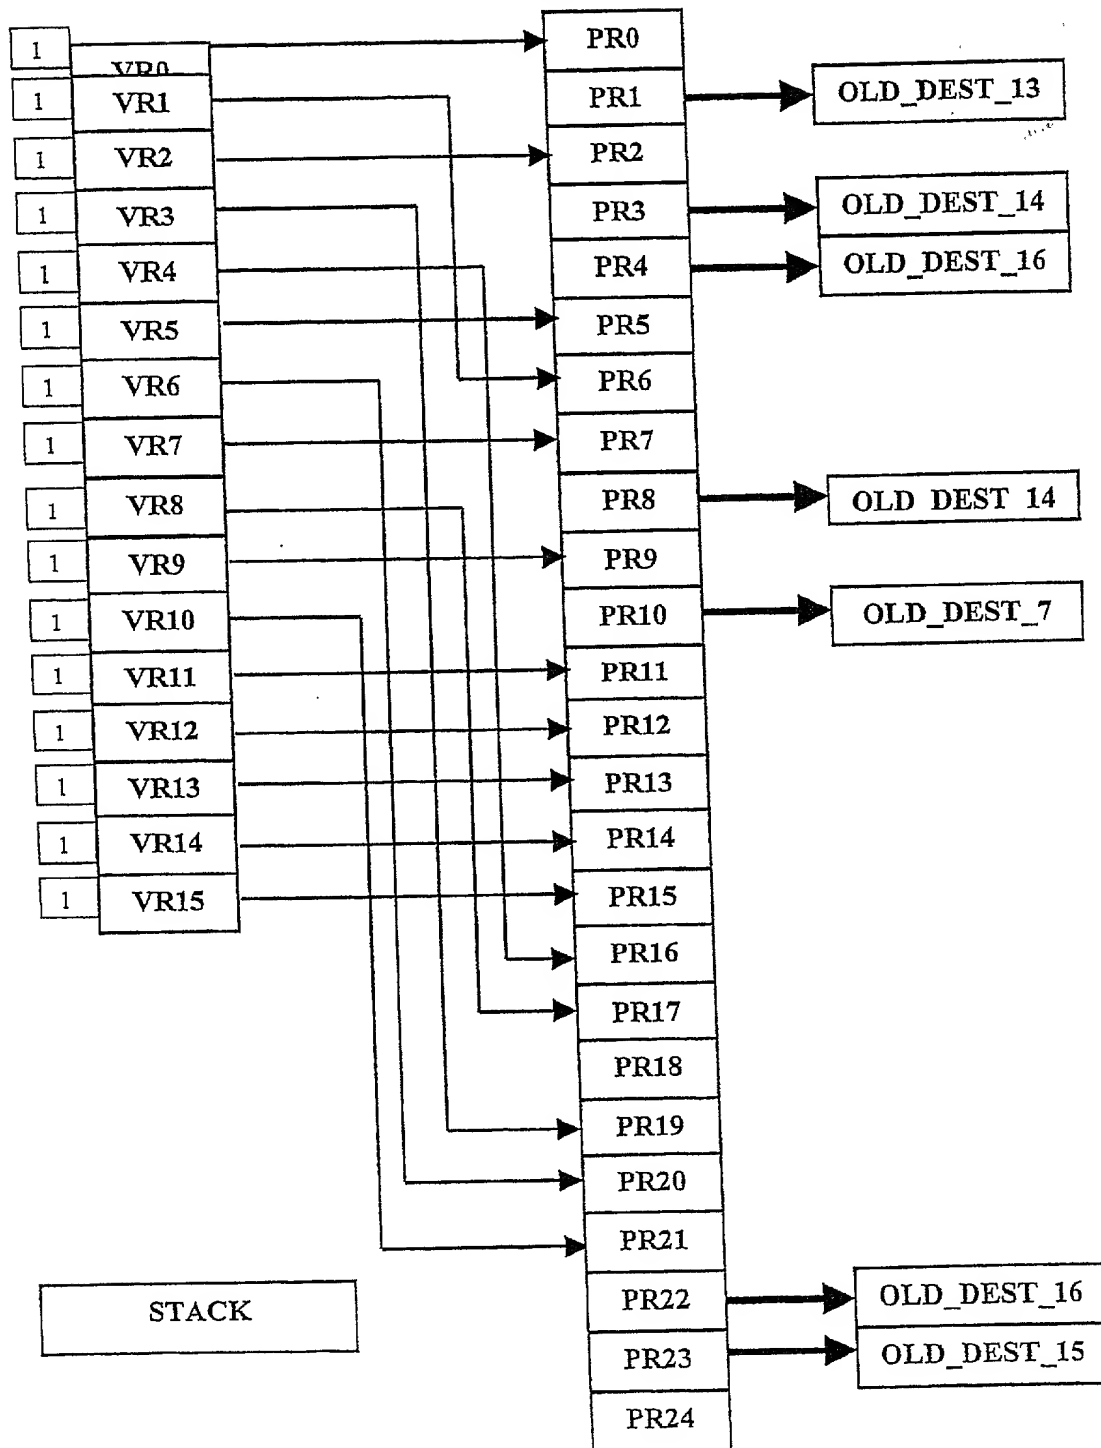 1 VR0 PR0
1 VR1 PR1 OLD_DEST_13
1 VR2 PR2
1 VR3 PR3 OLD_DEST_14
1 VR4 PR4 OLD_DEST_16
1 VR5 PR5
1 VR6 PR6
1 VR7 PR7
1 VR8 PR8 OLD DEST 14
1 VR9 PR9
1 VR10 PR10 OLD_DEST_7
1 VR11 PR11
1 VR12 PR12
1 VR13 PR13
1 VR14 PR14
1 VR15 PR15
PR16
PR17
PR18
PR19
PR20
PR21
STACK PR22 OLD_DEST_16
PR23 OLD_DEST_15
PR24